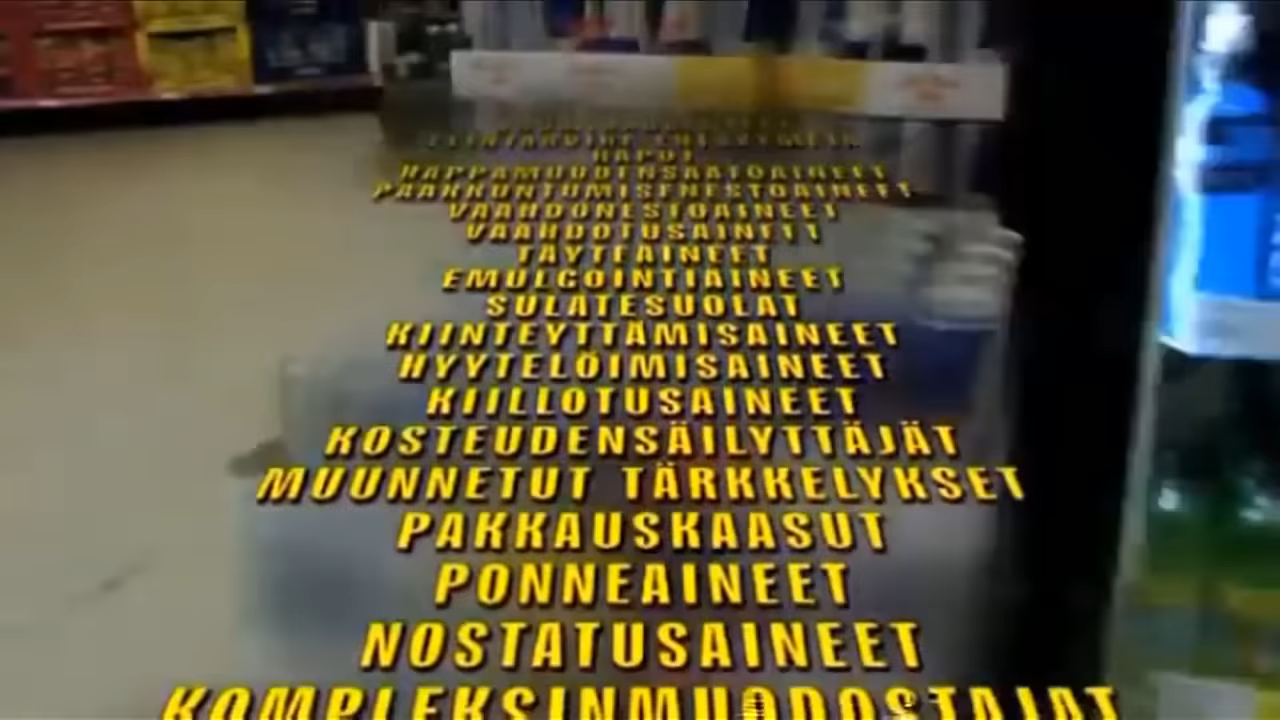 HAPOT
HAPPAMUUDENSÄÄTÖAINEET
PAAKKUUNTUMISENESTOAINEET
VAAHDONESTOAINEET
VAAHDOTUSAINEET
TÄYTEAINEET
EMULGOINTIAINEET
SULATESUOLAT
KIINTEYTTÄMISAINEET
HYYTELÖIMISAINEET
KIILLOTUSAINEET
KOSTEUDENSÄILYTTÄJÄT
MUUNNETUT TÄRKKELYKSET
PAKKAUSKAASUT
PONNEAINEET
NOSTATUSAINEET
KOMPLEKSINMUODOSTAJAT